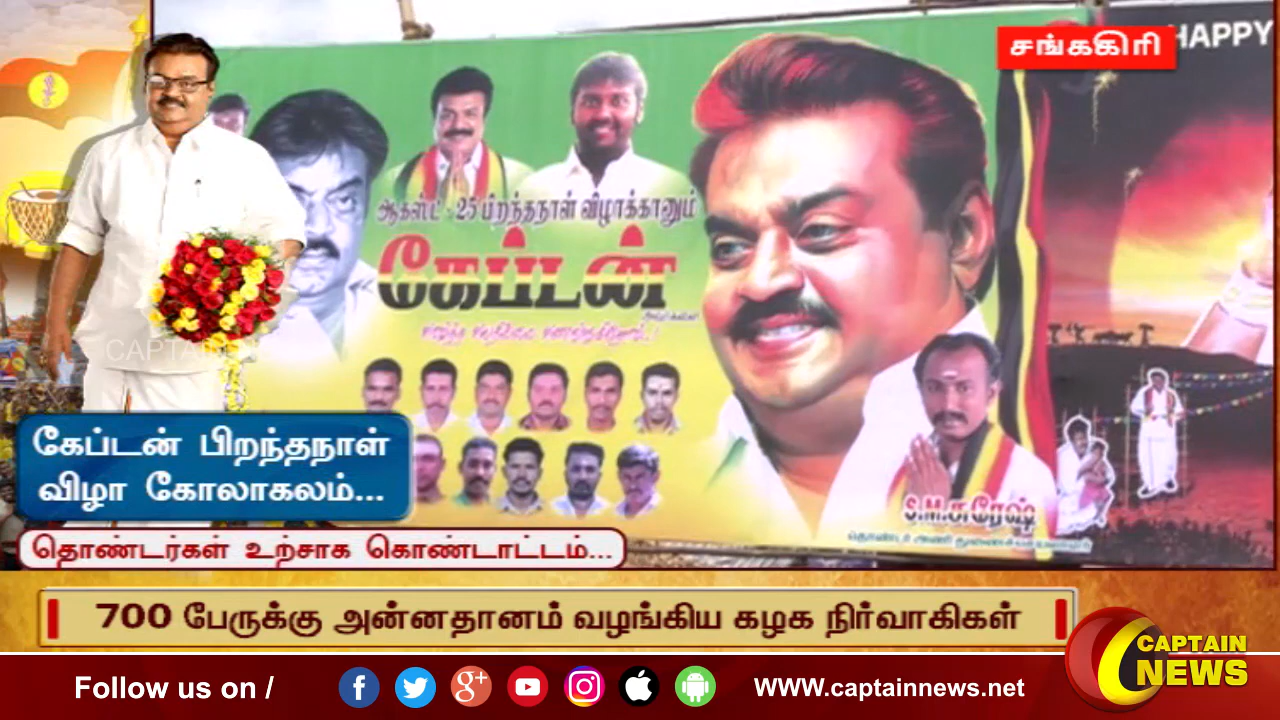 சங்ககிரி
HAPPY
ஆகஸ்ட் - 25 பிறந்தநாள் விழாக்காணும்
கேப்டன்
CAPTAIN
கேப்டன் பிறந்தநாள்
விழா கோலாகலம்...
S.M.சுரேஷ்
தொண்டர்கள் உற்சாக கொண்டாட்டம்...
700 பேருக்கு அன்னதானம் வழங்கிய கழக நிர்வாகிகள்
CAPTAIN
NEWS
Follow us on /
WWW.captainnews.net